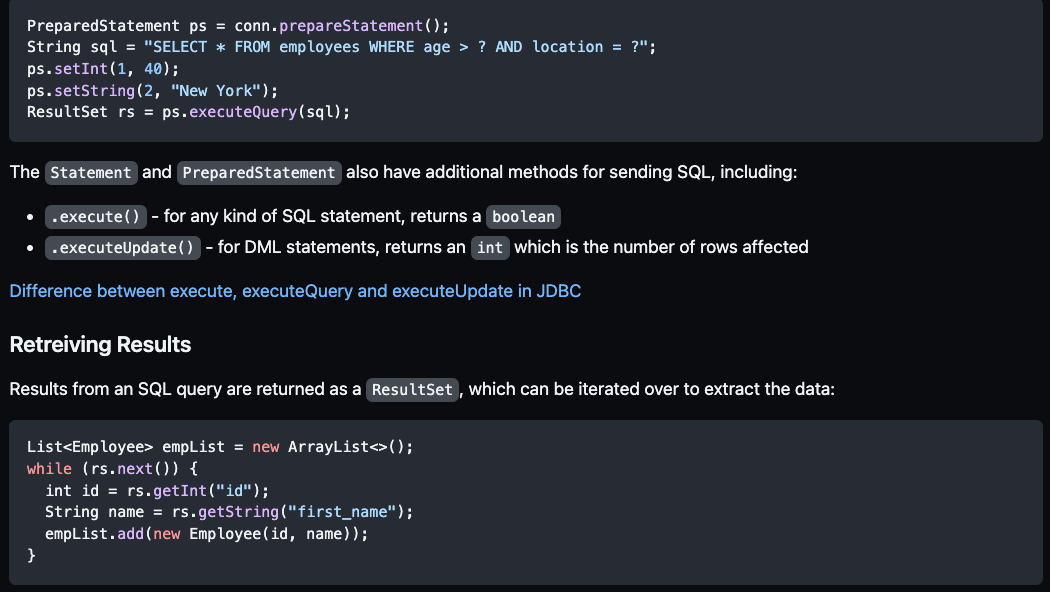 PreparedStatement ps = conn.prepareStatement();
String sql = "SELECT * FROM employees WHERE age > ? AND location = ?";
ps.setInt(1, 40);
ps.setString(2, "New York");
ResultSet rs = ps.executeQuery(sql);
The Statement and PreparedStatement also have additional methods for sending SQL, including:
• .execute() - for any kind of SQL statement, returns a boolean
• .executeUpdate() - for DML statements, returns an int which is the number of rows affected
Difference between execute, executeQuery and executeUpdate in JDBC
Retreiving Results
Results from an SQL query are returned as a ResultSet, which can be iterated over to extract the data:
List<Employee> empList = new ArrayList<>();
while (rs.next()) {
  int id = rs.getInt("id");
  String name = rs.getString("first_name");
  empList.add(new Employee(id, name));
}